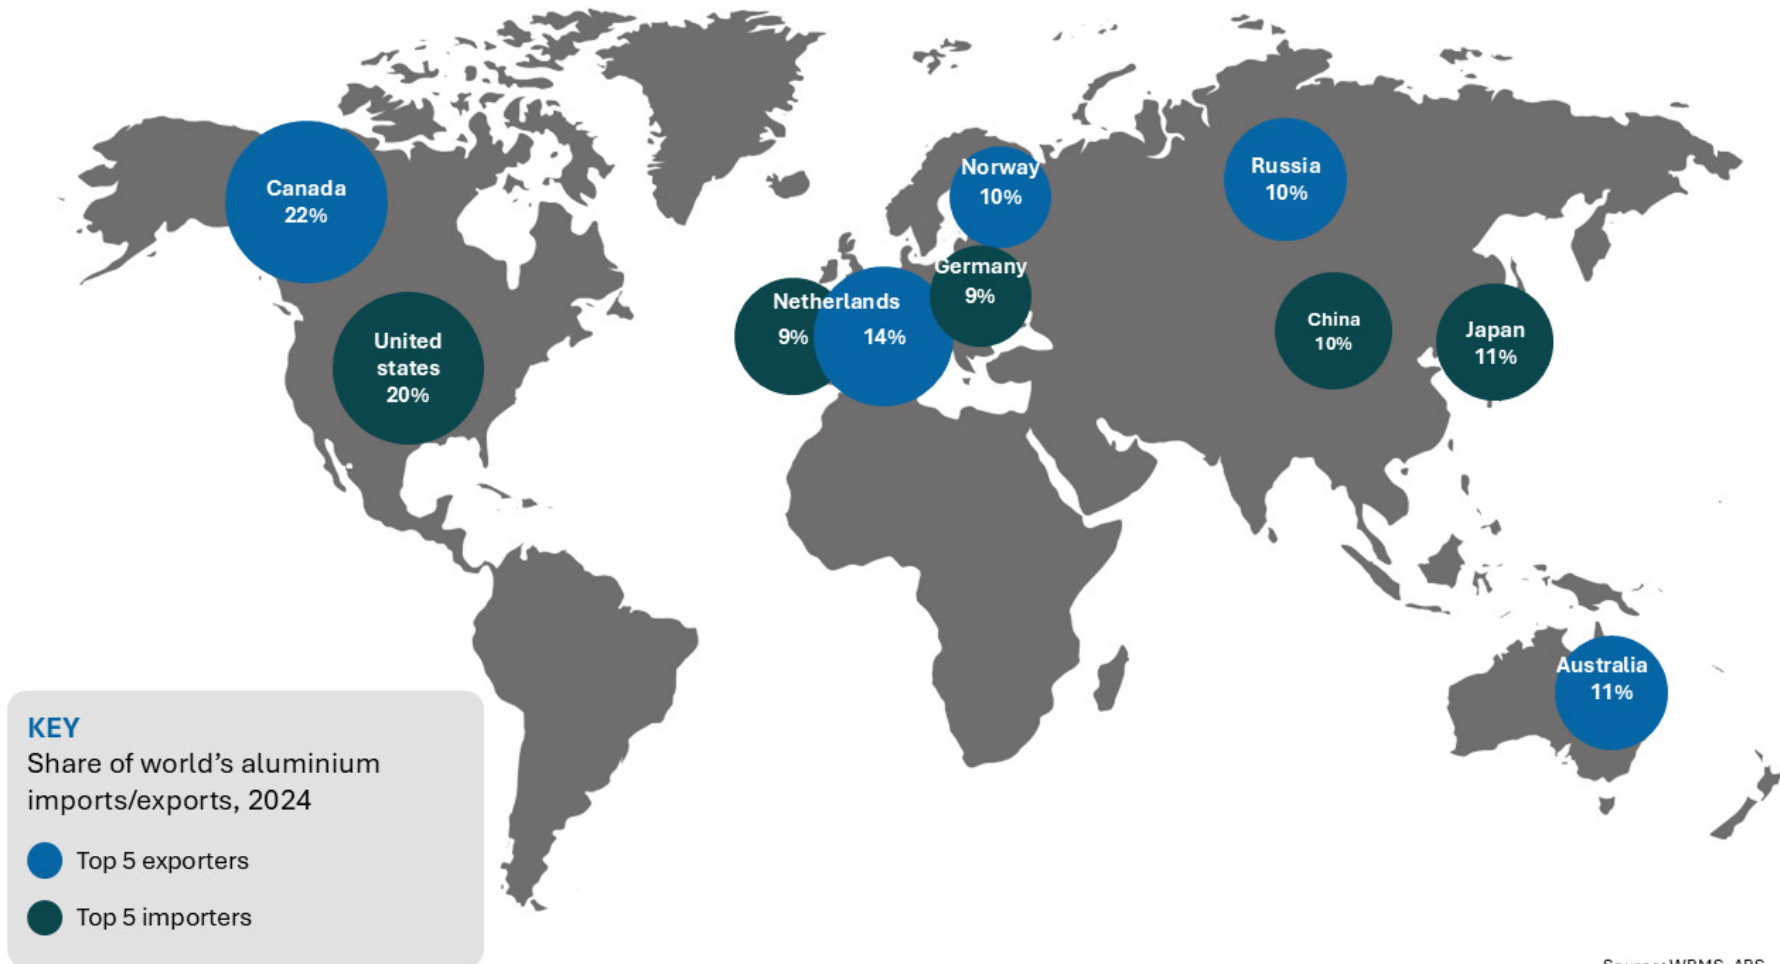 Canada
22%
United
states
20%
Norway
10%
Russia
10%
Germany
9%
Netherlands
9%
14%
China
10%
Japan
11%
Australia
11%
KEY
Share of world’s aluminium
imports/exports, 2024
Top 5 exporters
Top 5 importers